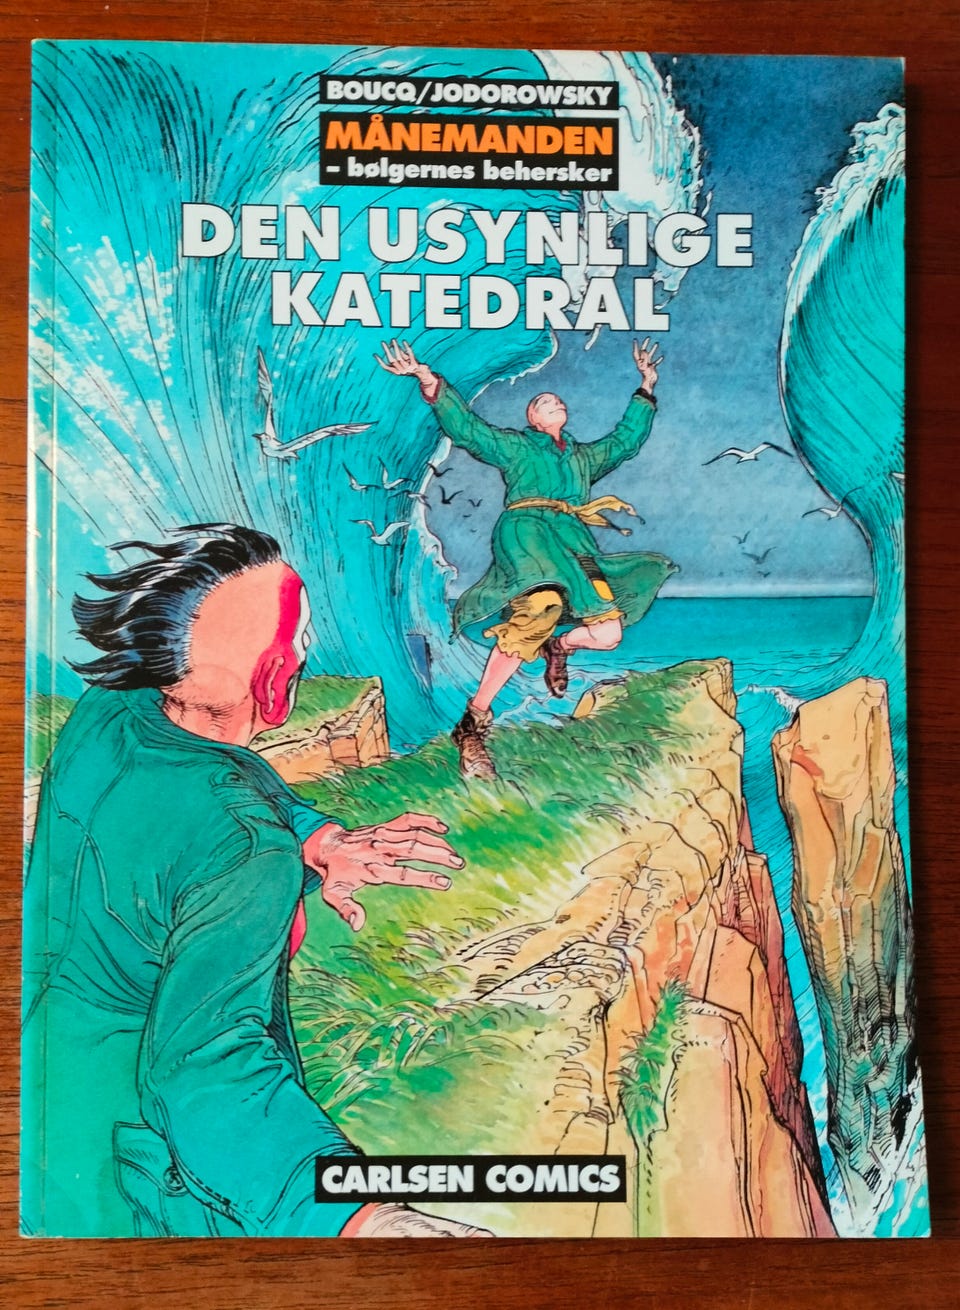 BOUCQ/JODOROWSKY
MÅNEMANDEN
– bølgernes behersker
DEN USYNLIGE
KATEDRAL
CARLSEN COMICS